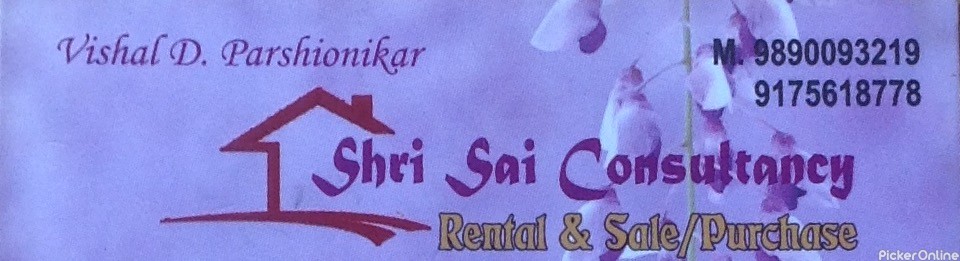 Vishal D. Parshionikar
M. 9890093219
9175618778
Shri Sai Consultancy
Rental & Sale/Purchase
PickerOnline